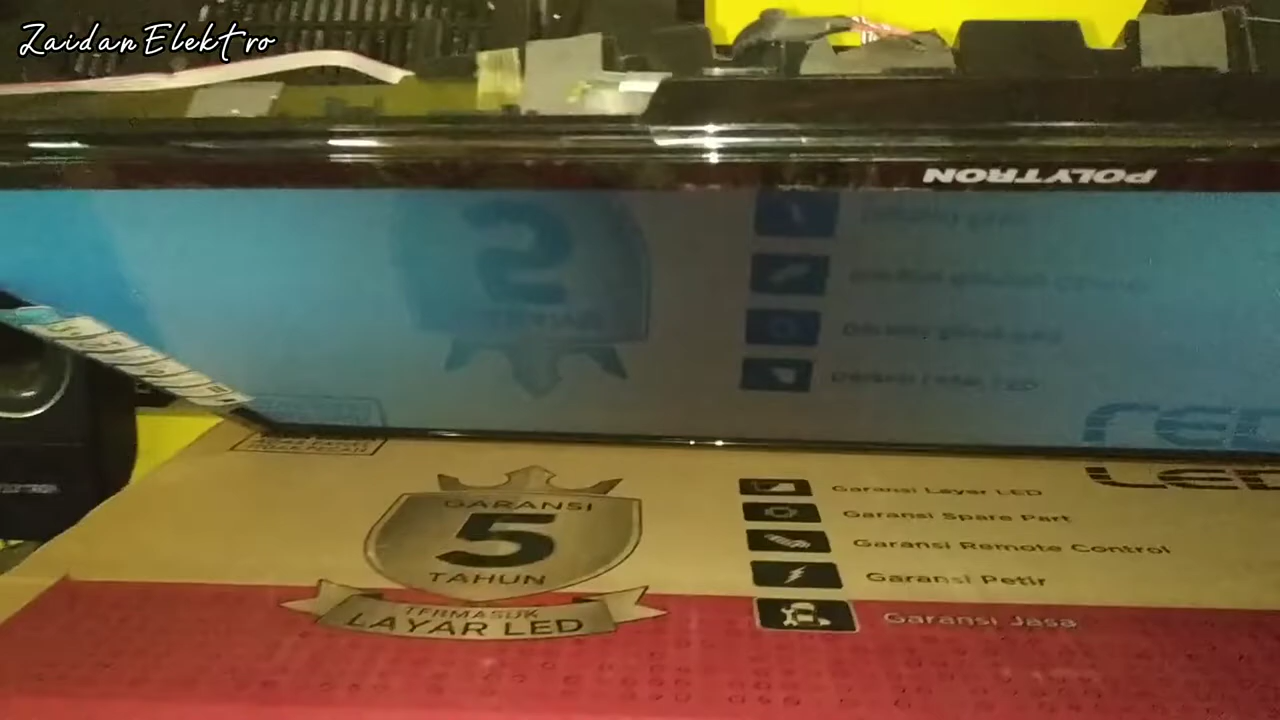 Zaidan Elektro
POLYTRON
GARANSI
5
TAHUN
TERMASUK
LAYAR LED
Garansi Layar LED
Garansi Spare Part
Garansi Remote Control
Garansi Petir
Garansi Jasa
LED